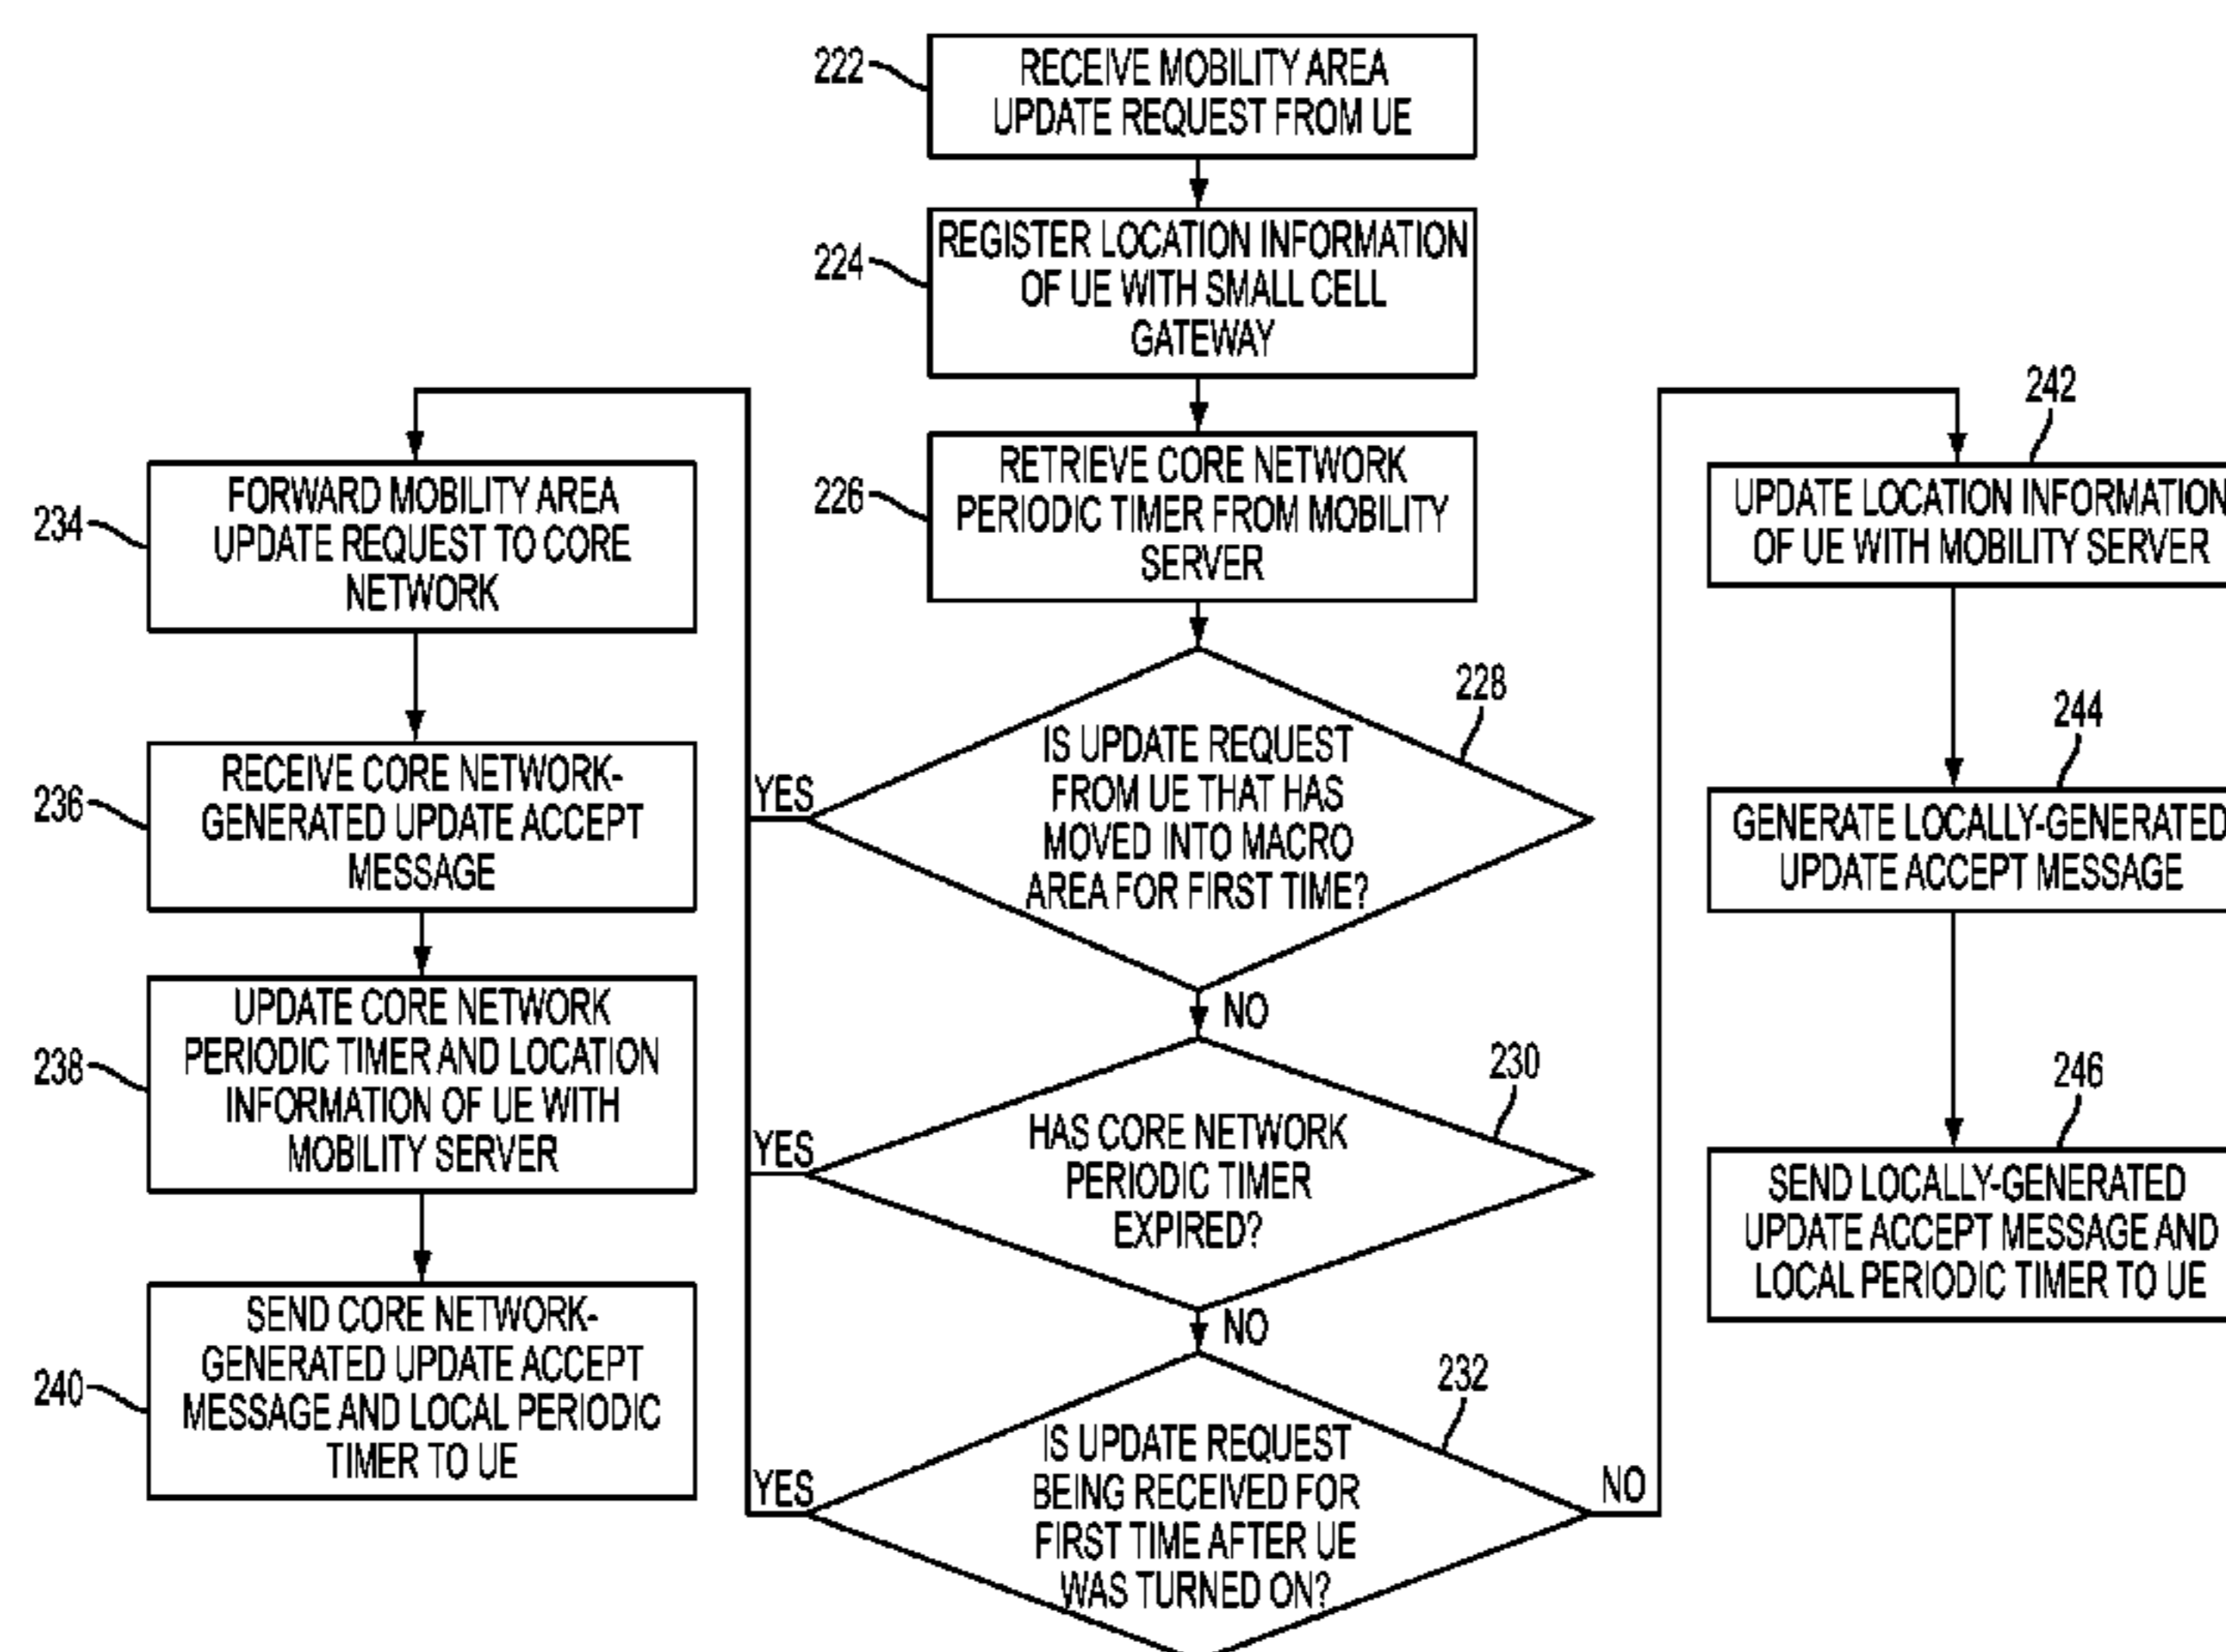 222
RECEIVE MOBILITY AREA
UPDATE REQUEST FROM UE
224
REGISTER LOCATION INFORMATION
OF UE WITH SMALL CELL
GATEWAY
226
RETRIEVE CORE NETWORK
PERIODIC TIMER FROM MOBILITY
SERVER
228
IS UPDATE REQUEST
FROM UE THAT HAS
MOVED INTO MACRO
AREA FOR FIRST TIME?
YES
NO
230
HAS CORE NETWORK
PERIODIC TIMER
EXPIRED?
YES
NO
232
IS UPDATE REQUEST
BEING RECEIVED FOR
FIRST TIME AFTER UE
WAS TURNED ON?
YES
NO
234
FORWARD MOBILITY AREA
UPDATE REQUEST TO CORE
NETWORK
236
RECEIVE CORE NETWORK-
GENERATED UPDATE ACCEPT
MESSAGE
238
UPDATE CORE NETWORK
PERIODIC TIMER AND LOCATION
INFORMATION OF UE WITH
MOBILITY SERVER
240
SEND CORE NETWORK-
GENERATED UPDATE ACCEPT
MESSAGE AND LOCAL PERIODIC
TIMER TO UE
242
UPDATE LOCATION INFORMATION
OF UE WITH MOBILITY SERVER
244
GENERATE LOCALLY-GENERATED
UPDATE ACCEPT MESSAGE
246
SEND LOCALLY-GENERATED
UPDATE ACCEPT MESSAGE AND
LOCAL PERIODIC TIMER TO UE